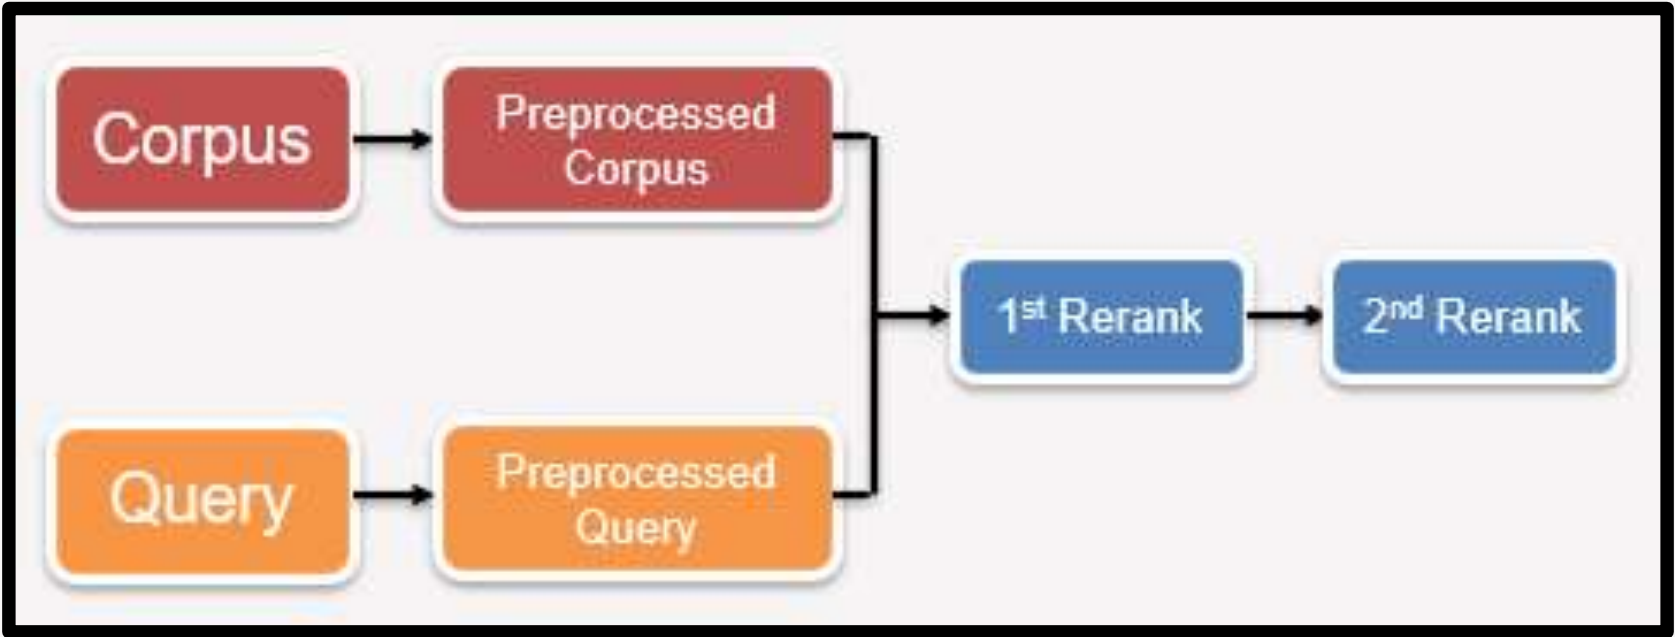 Corpus
Preprocessed
Corpus
1st Rerank
2nd Rerank
Query
Preprocessed
Query